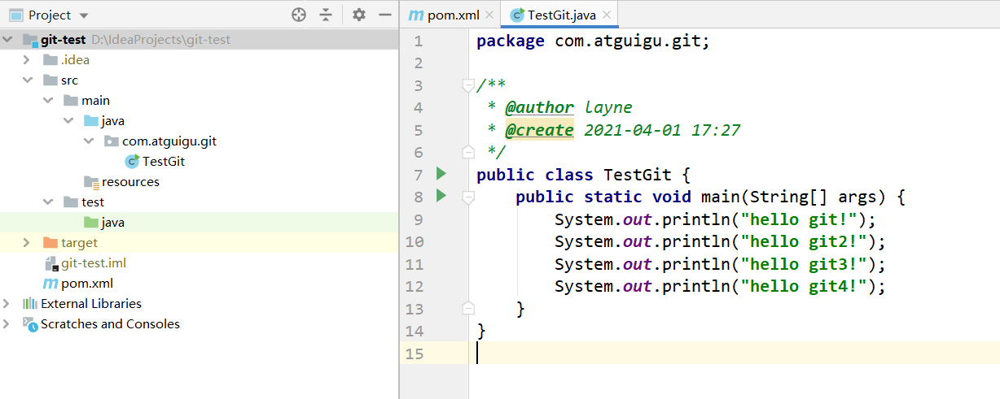 Project
git-test D:\IdeaProjects\git-test
.idea
src
main
java
com.atguigu.git
TestGit
resources
test
java
target
git-test.iml
pom.xml
External Libraries
Scratches and Consoles
pom.xml
TestGit.java
1 package com.atguigu.git;
2
3 /**
4  * @author layne
5  * @create 2021-04-01 17:27
6  */
7 public class TestGit {
8     public static void main(String[] args) {
9         System.out.println("hello git!");
10         System.out.println("hello git2!");
11         System.out.println("hello git3!");
12         System.out.println("hello git4!");
13     }
14 }
15